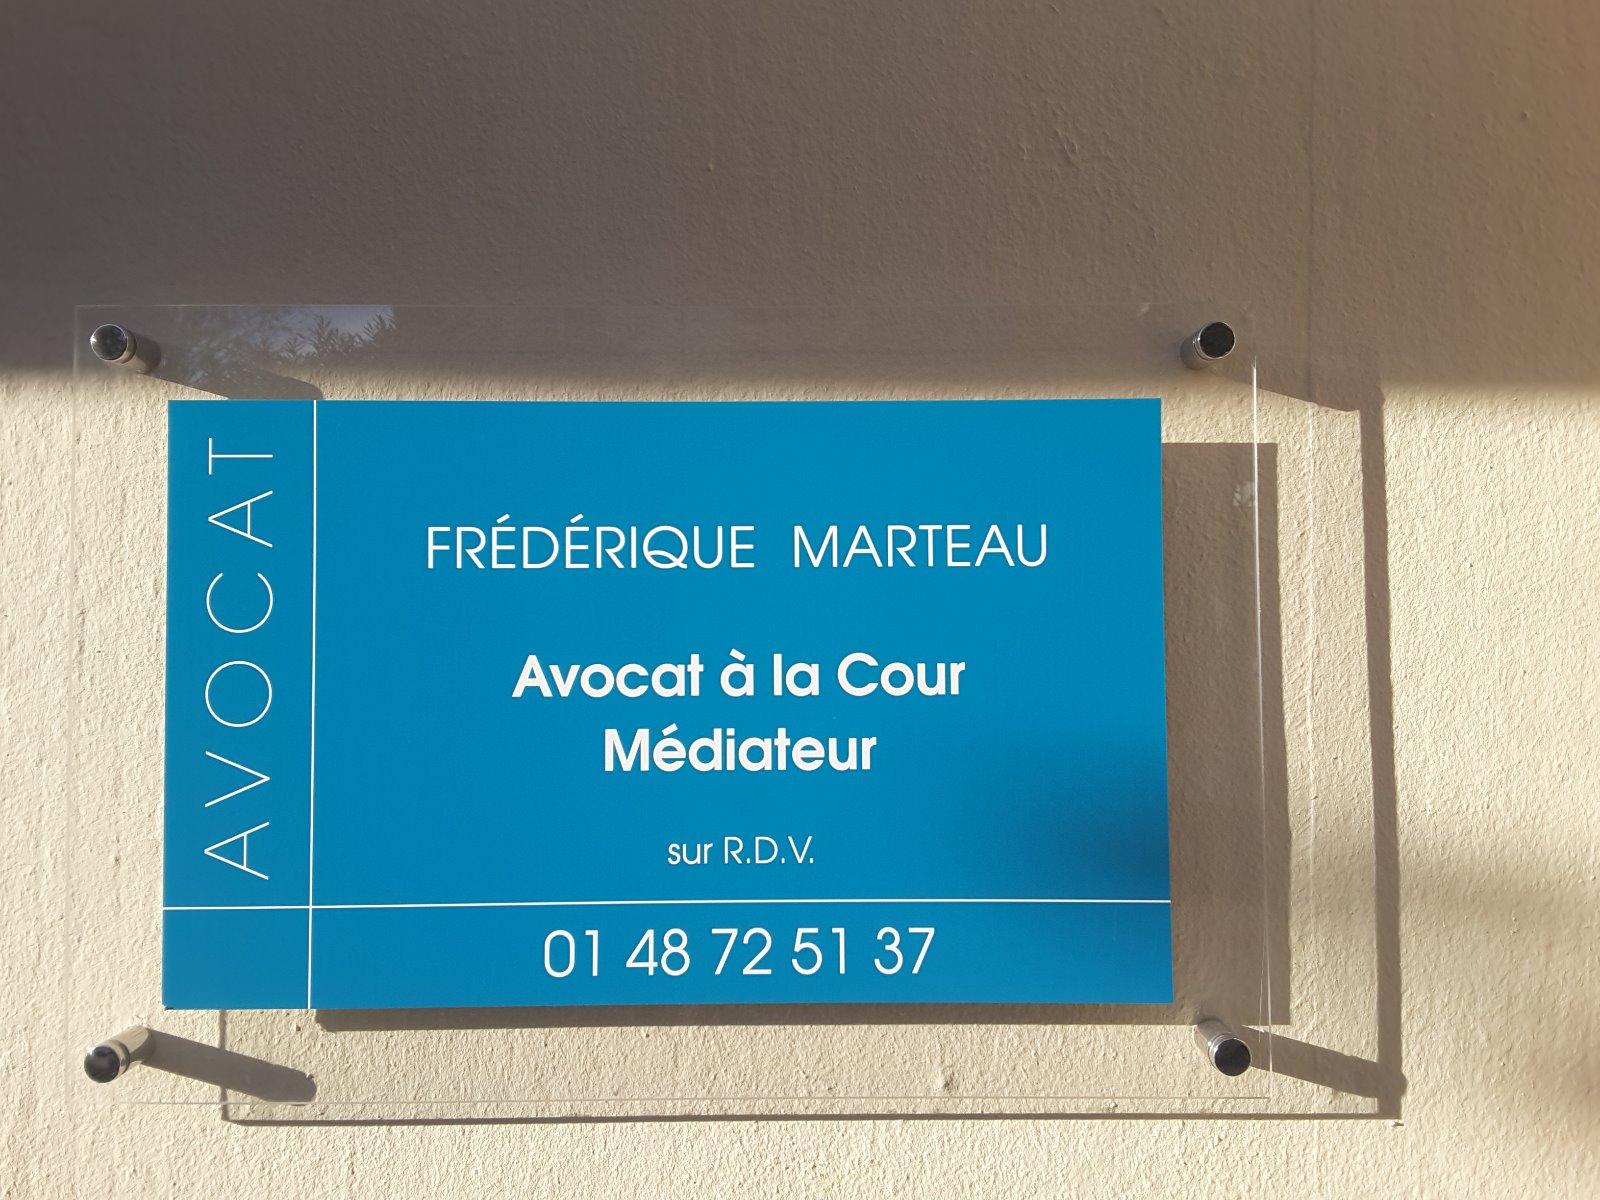 AVOCAT
FRÉDÉRIQUE MARTEAU
Avocat à la Cour
Médiateur
sur R.D.V.
01 48 72 51 37